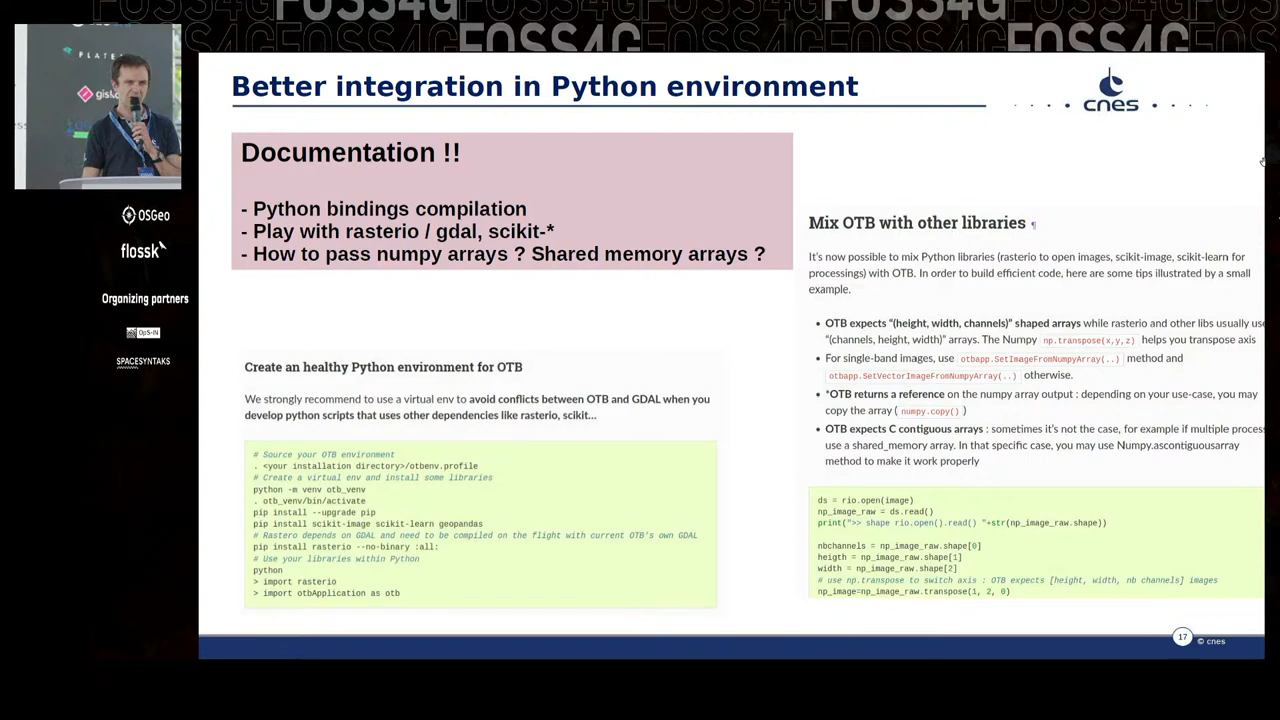 FOSS4G FOSS4G FOSS4G FOSS4G
PLATE
gisk
OSGeo
flossk
Organizing partners
OpS-IN
SPACESYNTAKS
Better integration in Python environment
cnes
Documentation !!
- Python bindings compilation
- Play with rasterio / gdal, scikit-*
- How to pass numpy arrays ? Shared memory arrays ?
Create an healthy Python environment for OTB
We strongly recommend to use a virtual env to avoid conflicts between OTB and GDAL when you
develop python scripts that uses other dependencies like rasterio, scikit...
# Source your OTB environment
. <your installation directory>/otbenv.profile
# Create a virtual env and install some libraries
python -m venv otb_venv
. otb_venv/bin/activate
pip install --upgrade pip
pip install scikit-image scikit-learn geopandas
# Rastero depends on GDAL and need to be compiled on the flight with current OTB's own GDAL
pip install rasterio --no-binary :all:
# Use your libraries within Python
python
> import rasterio
> import otbApplication as otb
Mix OTB with other libraries ¶
It's now possible to mix Python libraries (rasterio to open images, scikit-image, scikit-learn for
processings) with OTB. In order to build efficient code, here are some tips illustrated by a small
example.
• OTB expects "(height, width, channels)" shaped arrays while rasterio and other libs usually use
"(channels, height, width)" arrays. The Numpy np.transpose(x,y,z) helps you transpose axis
• For single-band images, use otbapp.SetImageFromNumpyArray(..) method and
otbapp.SetVectorImageFromNumpyArray(..) otherwise.
• *OTB returns a reference on the numpy array output : depending on your use-case, you may
copy the array ( numpy.copy() )
• OTB expects C contiguous arrays : sometimes it's not the case, for example if multiple process
use a shared_memory array. In that specific case, you may use Numpy.ascontiguousarray
method to make it work properly
ds = rio.open(image)
np_image_raw = ds.read()
print(">> shape rio.open().read() "+str(np_image_raw.shape))
nbchannels = np_image_raw.shape[0]
heigth = np_image_raw.shape[1]
width = np_image_raw.shape[2]
# use np.transpose to switch axis : OTB expects [height, width, nb channels] images
np_image=np_image_raw.transpose(1, 2, 0)
17
© cnes